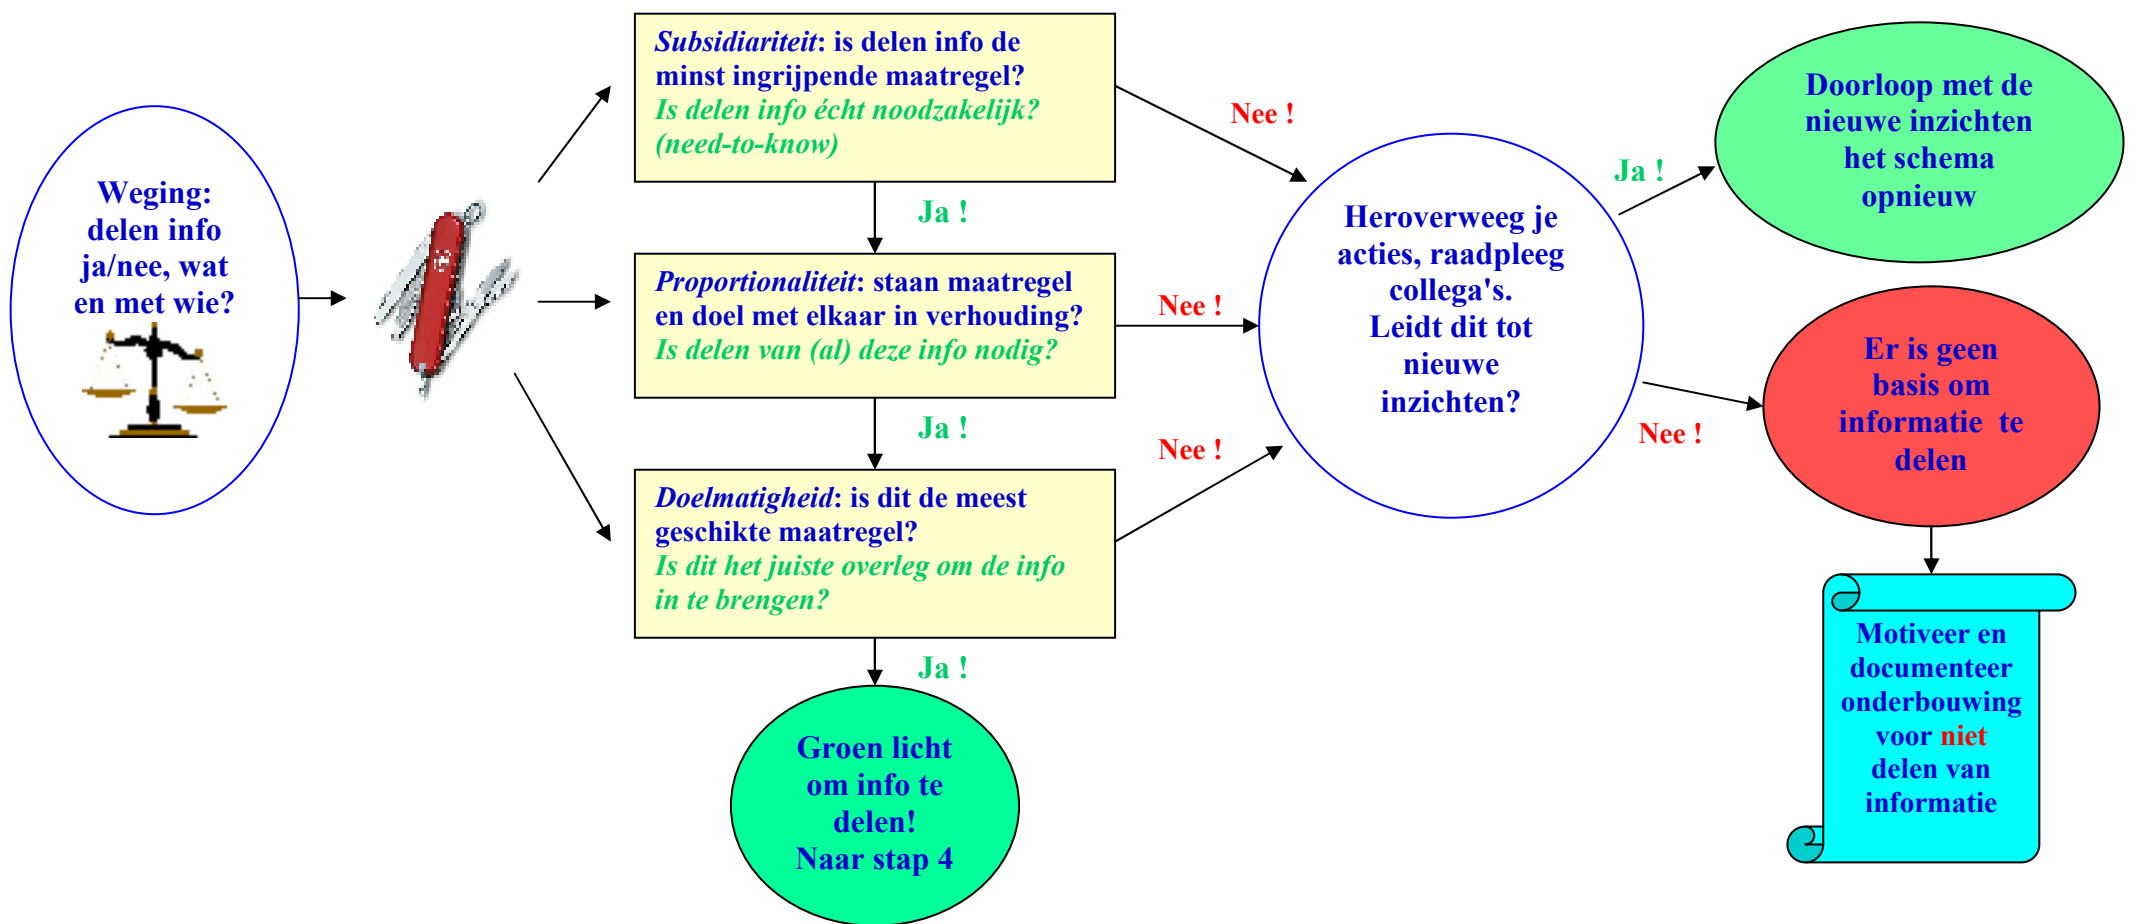 Weging:
delen info
ja/nee, wat
en met wie?
Subsidiariteit: is delen info de
minst ingrijpende maatregel?
Is delen info écht noodzakelijk?
(need-to-know)
Nee !
Ja !
Proportionaliteit: staan maatregel
en doel met elkaar in verhouding?
Is delen van (al) deze info nodig?
Nee !
Ja !
Doelmatigheid: is dit de meest
geschikte maatregel?
Is dit het juiste overleg om de info
in te brengen?
Nee !
Ja !
Groen licht
om info te
delen!
Naar stap 4
Heroverweeg je
acties, raadpleeg
collega's.
Leidt dit tot
nieuwe
inzichten?
Ja !
Doorloop met de
nieuwe inzichten
het schema
opnieuw
Nee !
Er is geen
basis om
informatie te
delen
Motiveer en
documenteer
onderbouwing
voor niet
delen van
informatie